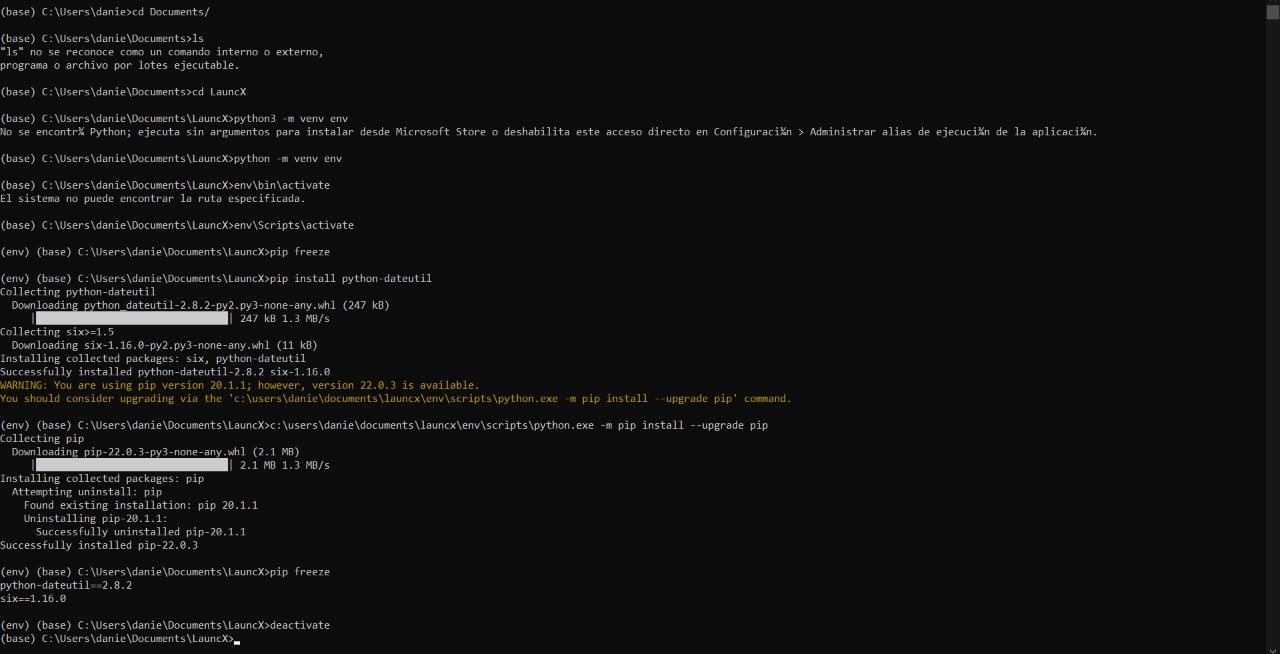 (base) C:\Users\danie>cd Documents/
(base) C:\Users\danie\Documents>ls
"ls" no se reconoce como un comando interno o externo,
programa o archivo por lotes ejecutable.
(base) C:\Users\danie\Documents>cd LauncX
(base) C:\Users\danie\Documents\LauncX>python3 -m venv env
No se encontr% Python; ejecuta sin argumentos para instalar desde Microsoft Store o deshabilita este acceso directo en Configuraci¾n > Administrar alias de ejecuci¾n de la aplicaci¾n.
(base) C:\Users\danie\Documents\LauncX>python -m venv env
(base) C:\Users\danie\Documents\LauncX>env\bin\activate
El sistema no puede encontrar la ruta especificada.
(base) C:\Users\danie\Documents\LauncX>env\Scripts\activate
(env) (base) C:\Users\danie\Documents\LauncX>pip freeze
(env) (base) C:\Users\danie\Documents\LauncX>pip install python-dateutil
Collecting python-dateutil
Downloading python_dateutil-2.8.2-py2.py3-none-any.whl (247 kB)
|████████████████████████████████| 247 kB 1.3 MB/s
Collecting six>=1.5
Downloading six-1.16.0-py2.py3-none-any.whl (11 kB)
Installing collected packages: six, python-dateutil
Successfully installed python-dateutil-2.8.2 six-1.16.0
WARNING: You are using pip version 20.1.1; however, version 22.0.3 is available.
You should consider upgrading via the 'c:\users\danie\documents\launcx\env\scripts\python.exe -m pip install --upgrade pip' command.
(env) (base) C:\Users\danie\Documents\LauncX>c:\users\danie\documents\launcx\env\scripts\python.exe -m pip install --upgrade pip
Collecting pip
Downloading pip-22.0.3-py3-none-any.whl (2.1 MB)
|████████████████████████████████| 2.1 MB 1.3 MB/s
Installing collected packages: pip
Attempting uninstall: pip
Found existing installation: pip 20.1.1
Uninstalling pip-20.1.1:
Successfully uninstalled pip-20.1.1
Successfully installed pip-22.0.3
(env) (base) C:\Users\danie\Documents\LauncX>pip freeze
python-dateutil==2.8.2
six==1.16.0
(env) (base) C:\Users\danie\Documents\LauncX>deactivate
(base) C:\Users\danie\Documents\LauncX>